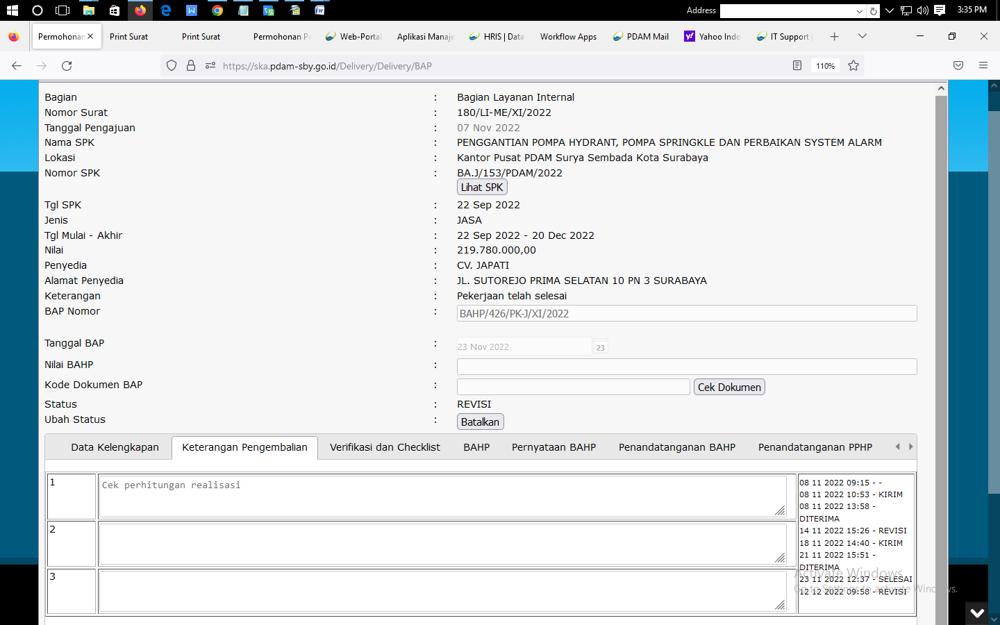 Address
3:35 PM
Permohonan
Print Surat
Print Surat
Permohonan P
Web-Portal
Aplikasi Manaje
HRIS | Data
Workflow Apps
PDAM Mail
Yahoo Indo
IT Support |
https://ska.pdam-sby.go.id/Delivery/Delivery/BAP
110%
Bagian : Bagian Layanan Internal
Nomor Surat : 180/LI-ME/XI/2022
Tanggal Pengajuan : 07 Nov 2022
Nama SPK : PENGGANTIAN POMPA HYDRANT, POMPA SPRINGKLE DAN PERBAIKAN SYSTEM ALARM
Lokasi : Kantor Pusat PDAM Surya Sembada Kota Surabaya
Nomor SPK : BA.J/153/PDAM/2022
Lihat SPK
Tgl SPK : 22 Sep 2022
Jenis : JASA
Tgl Mulai - Akhir : 22 Sep 2022 - 20 Dec 2022
Nilai : 219.780.000,00
Penyedia : CV. JAPATI
Alamat Penyedia : JL. SUTOREJO PRIMA SELATAN 10 PN 3 SURABAYA
Keterangan : Pekerjaan telah selesai
BAP Nomor : BAHP/426/PK-J/XI/2022
Tanggal BAP : 23 Nov 2022 23
Nilai BAHP :
Kode Dokumen BAP : Cek Dokumen
Status : REVISI
Ubah Status : Batalkan
Data Kelengkapan Keterangan Pengembalian Verifikasi dan Checklist BAHP Pernyataan BAHP Penandatanganan BAHP Penandatanganan PPHP
1 Cek perhitungan realisasi
2
3
08 11 2022 09:15 - -
08 11 2022 10:53 - KIRIM
08 11 2022 13:58 -
DITERIMA
14 11 2022 15:26 - REVISI
18 11 2022 14:40 - KIRIM
21 11 2022 15:51 -
DITERIMA
23 11 2022 12:37 - SELESAI
12 12 2022 09:58 - REVISI
Activate Windows
Go to Settings to activate Windows.